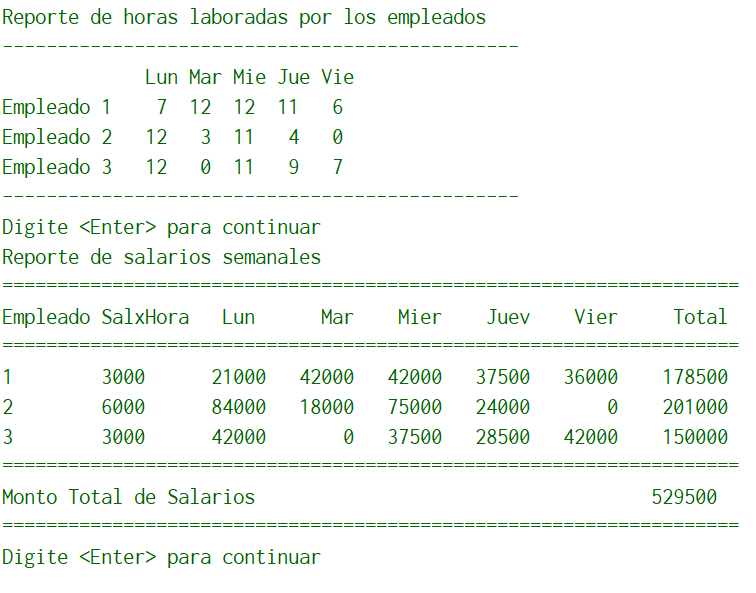 Reporte de horas laboradas por los empleados
-----------------------------------------------
             Lun Mar Mie Jue Vie
Empleado 1    7  12  12  11   6
Empleado 2   12   3  11   4   0
Empleado 3   12   0  11   9   7
-----------------------------------------------
Digite <Enter> para continuar
Reporte de salarios semanales
===================================================================
Empleado SalxHora   Lun      Mar    Mier    Juev    Vier     Total
===================================================================
1        3000      21000   42000   42000   37500   36000    178500
2        6000      84000   18000   75000   24000       0    201000
3        3000      42000       0   37500   28500   42000    150000
===================================================================
Monto Total de Salarios                                    529500
===================================================================
Digite <Enter> para continuar